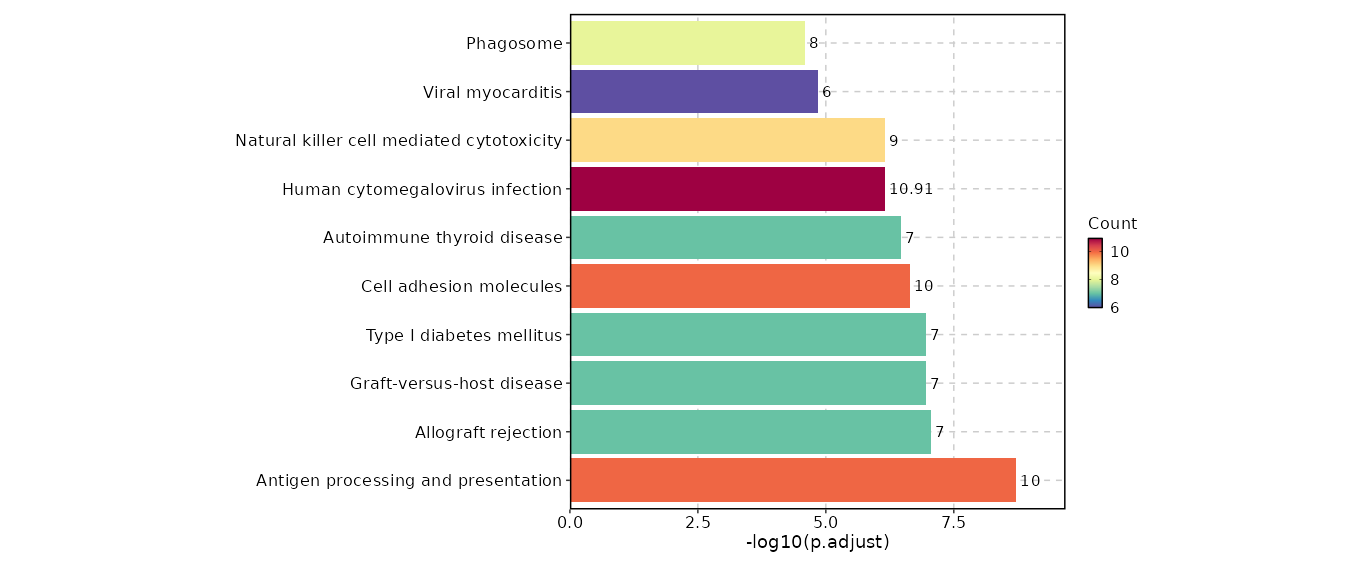 Phagosome
8
Viral myocarditis
6
Natural killer cell mediated cytotoxicity
9
Human cytomegalovirus infection
10.91
Autoimmune thyroid disease
7
Cell adhesion molecules
10
Type I diabetes mellitus
7
Graft-versus-host disease
7
Allograft rejection
7
Antigen processing and presentation
10
0.0 2.5 5.0 7.5
-log10(p.adjust)
Count
10
8
6